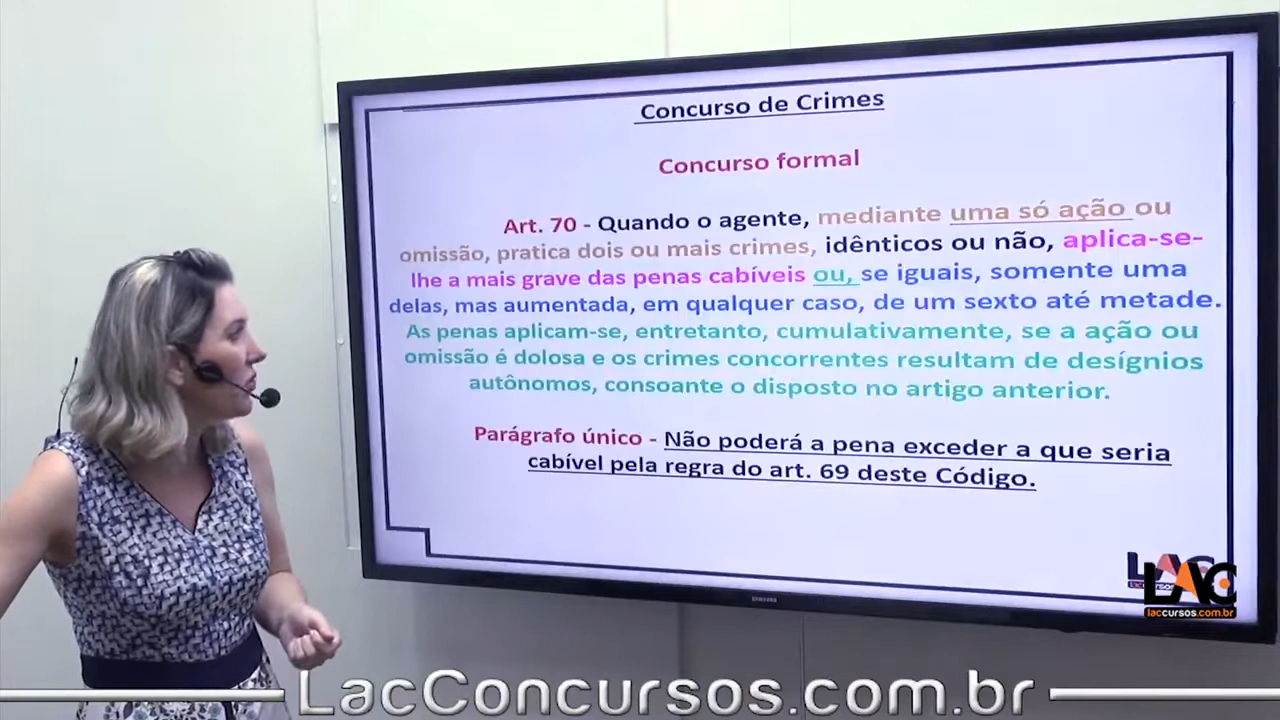 Concurso de Crimes
Concurso formal
Art. 70 - Quando o agente, mediante uma só ação ou
omissão, pratica dois ou mais crimes, idênticos ou não, aplica-se-
lhe a mais grave das penas cabíveis ou, se iguais, somente uma
delas, mas aumentada, em qualquer caso, de um sexto até metade.
As penas aplicam-se, entretanto, cumulativamente, se a ação ou
omissão é dolosa e os crimes concorrentes resultam de desígnios
autônomos, consoante o disposto no artigo anterior.
Parágrafo único - Não poderá a pena exceder a que seria
cabível pela regra do art. 69 deste Código.
LAC
laccursos.com.br
SAMSUNG
LacConcursos.com.br